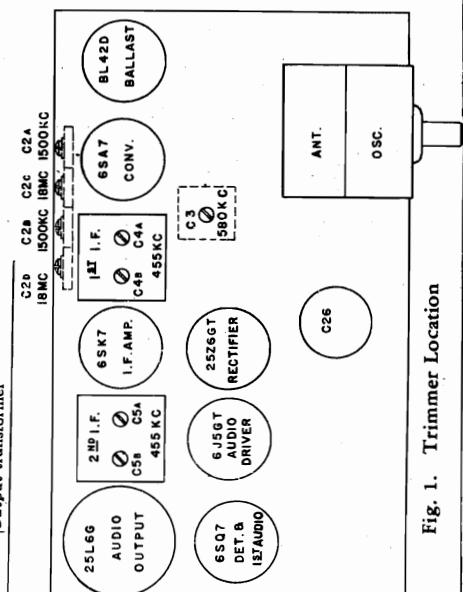 Output transformer
C2D
18MC
C2B
1500KC
C2C
18MC
C2A
1500KC
25L6G
AUDIO
OUTPUT
2ND I.F.
C5B
C5A
455KC
6SK7
I.F. AMP.
1ST I.F.
C4B
C4A
455KC
6SA7
CONV.
BL42D
BALLAST
6SQ7
DET. &
1ST AUDIO
6J5GT
AUDIO
DRIVER
25Z6GT
RECTIFIER
C3
580KC
C26
ANT.
OSC.
Fig. 1. Trimmer Location